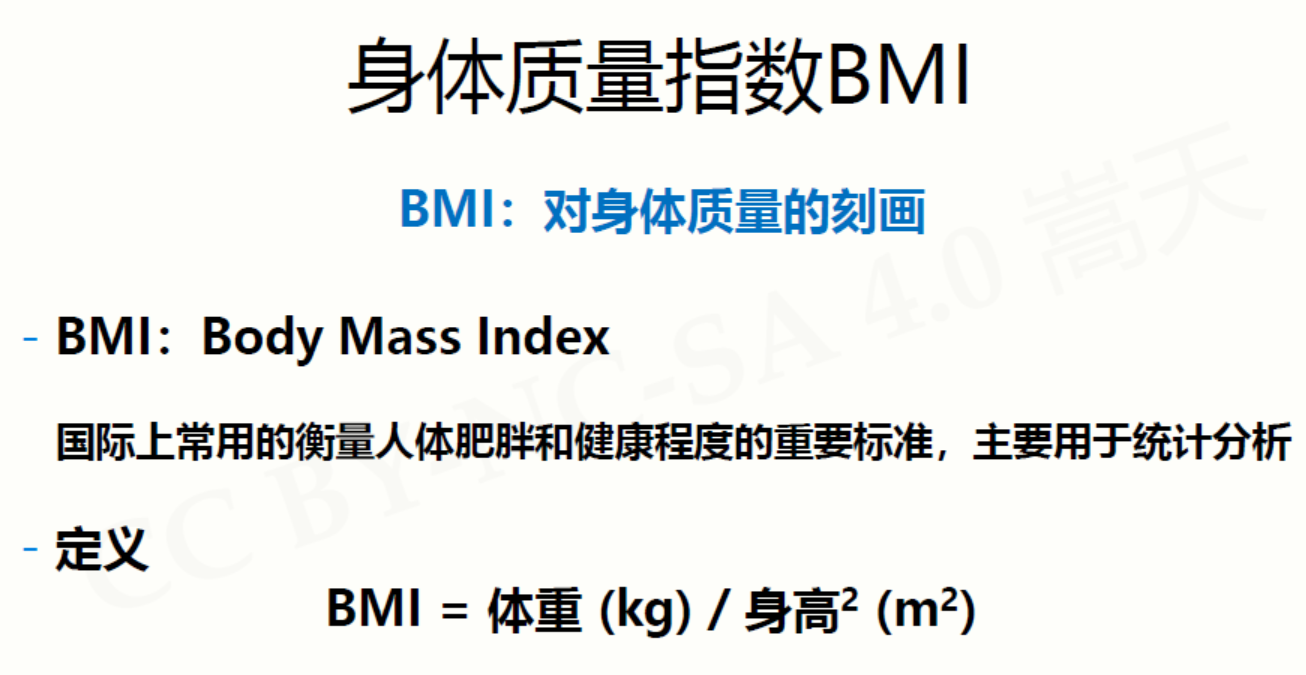 身体质量指数BMI
BMI：对身体质量的刻画
- BMI：Body Mass Index
国际上常用的衡量人体肥胖和健康程度的重要标准，主要用于统计分析
- 定义
BMI = 体重 (kg) / 身高² (m²)
CC BY-NC-SA 4.0 嵩天